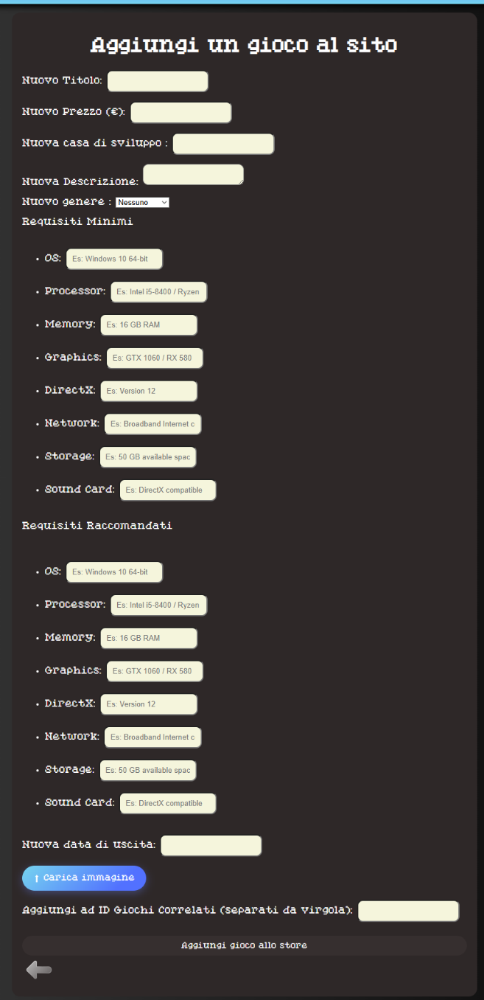 Aggiungi un gioco al sito
Nuovo Titolo:
Nuovo Prezzo (€):
Nuova casa di sviluppo :
Nuova Descrizione:
Nuovo genere : Nessuno
Requisiti Minimi
• OS: Es: Windows 10 64-bit
• Processor: Es: Intel i5-8400 / Ryzen
• Memory: Es: 16 GB RAM
• Graphics: Es: GTX 1060 / RX 580
• DirectX: Es: Version 12
• Network: Es: Broadband Internet c
• Storage: Es: 50 GB available spac
• Sound Card: Es: DirectX compatible
Requisiti Raccomandati
• OS: Es: Windows 10 64-bit
• Processor: Es: Intel i5-8400 / Ryzen
• Memory: Es: 16 GB RAM
• Graphics: Es: GTX 1060 / RX 580
• DirectX: Es: Version 12
• Network: Es: Broadband Internet c
• Storage: Es: 50 GB available spac
• Sound Card: Es: DirectX compatible
Nuova data di uscita:
↑ Carica immagine
Aggiungi ad ID Giochi Correlati (separati da virgola):
Aggiungi gioco allo store